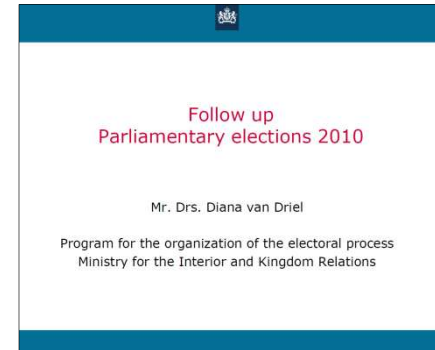 Follow up
Parliamentary elections 2010
Mr. Drs. Diana van Driel
Program for the organization of the electoral process
Ministry for the Interior and Kingdom Relations